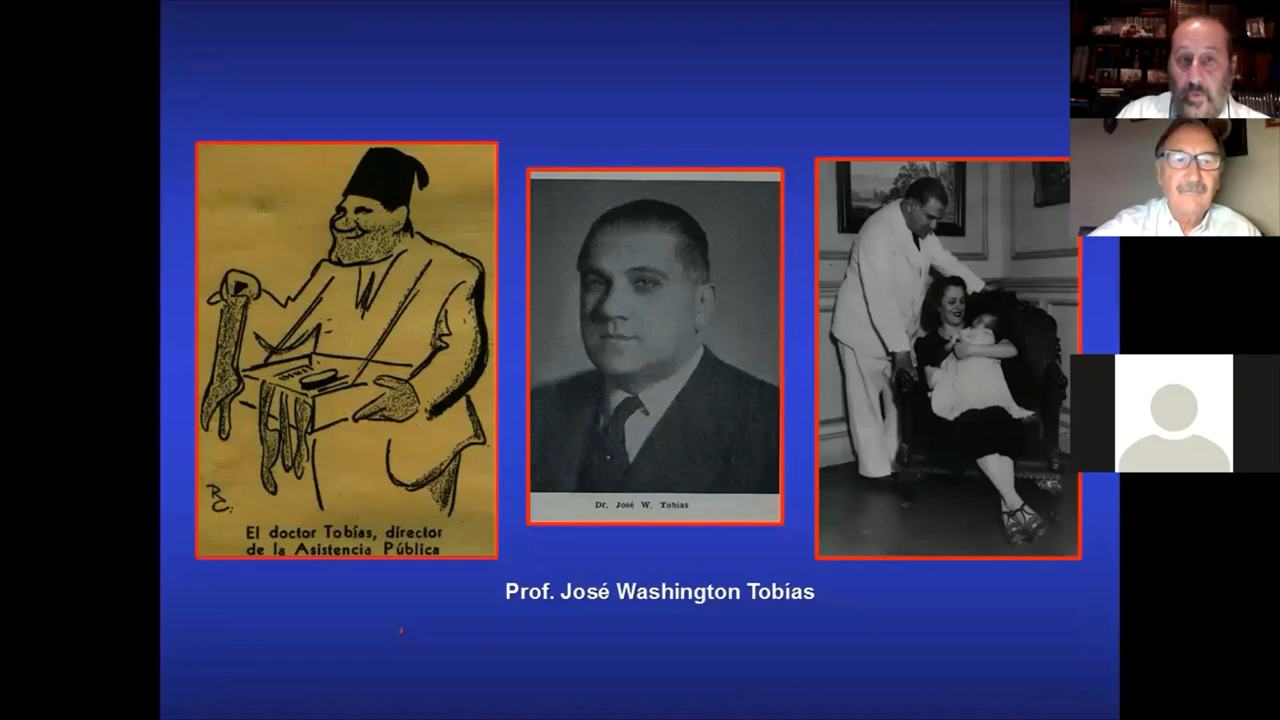 R
C.
El doctor Tobías, director
de la Asistencia Pública
Dr. José W. Tobías
Prof. José Washington Tobías